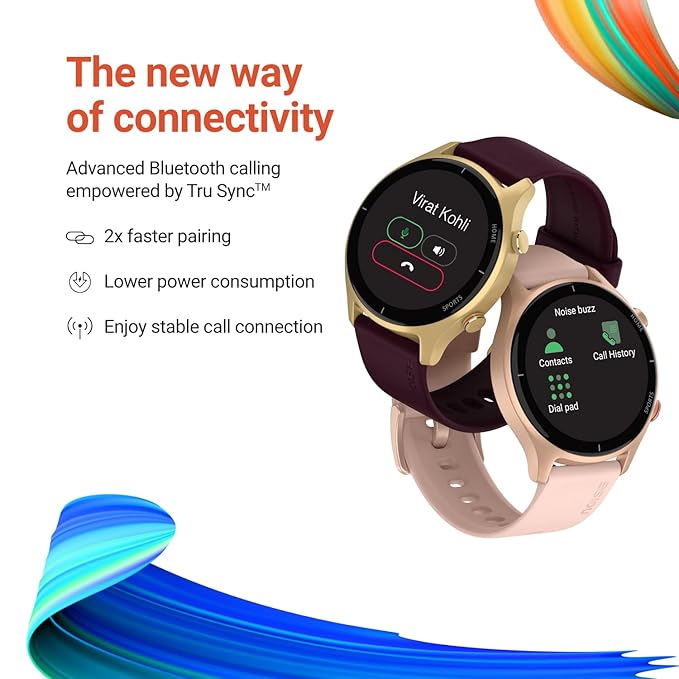 The new way
of connectivity
Advanced Bluetooth calling
empowered by Tru Sync™
2x faster pairing
Lower power consumption
Enjoy stable call connection
Virat Kohli
HOME
SPORTS
Noise buzz
Contacts
Call History
Dial pad
HOME
SPORTS
noise